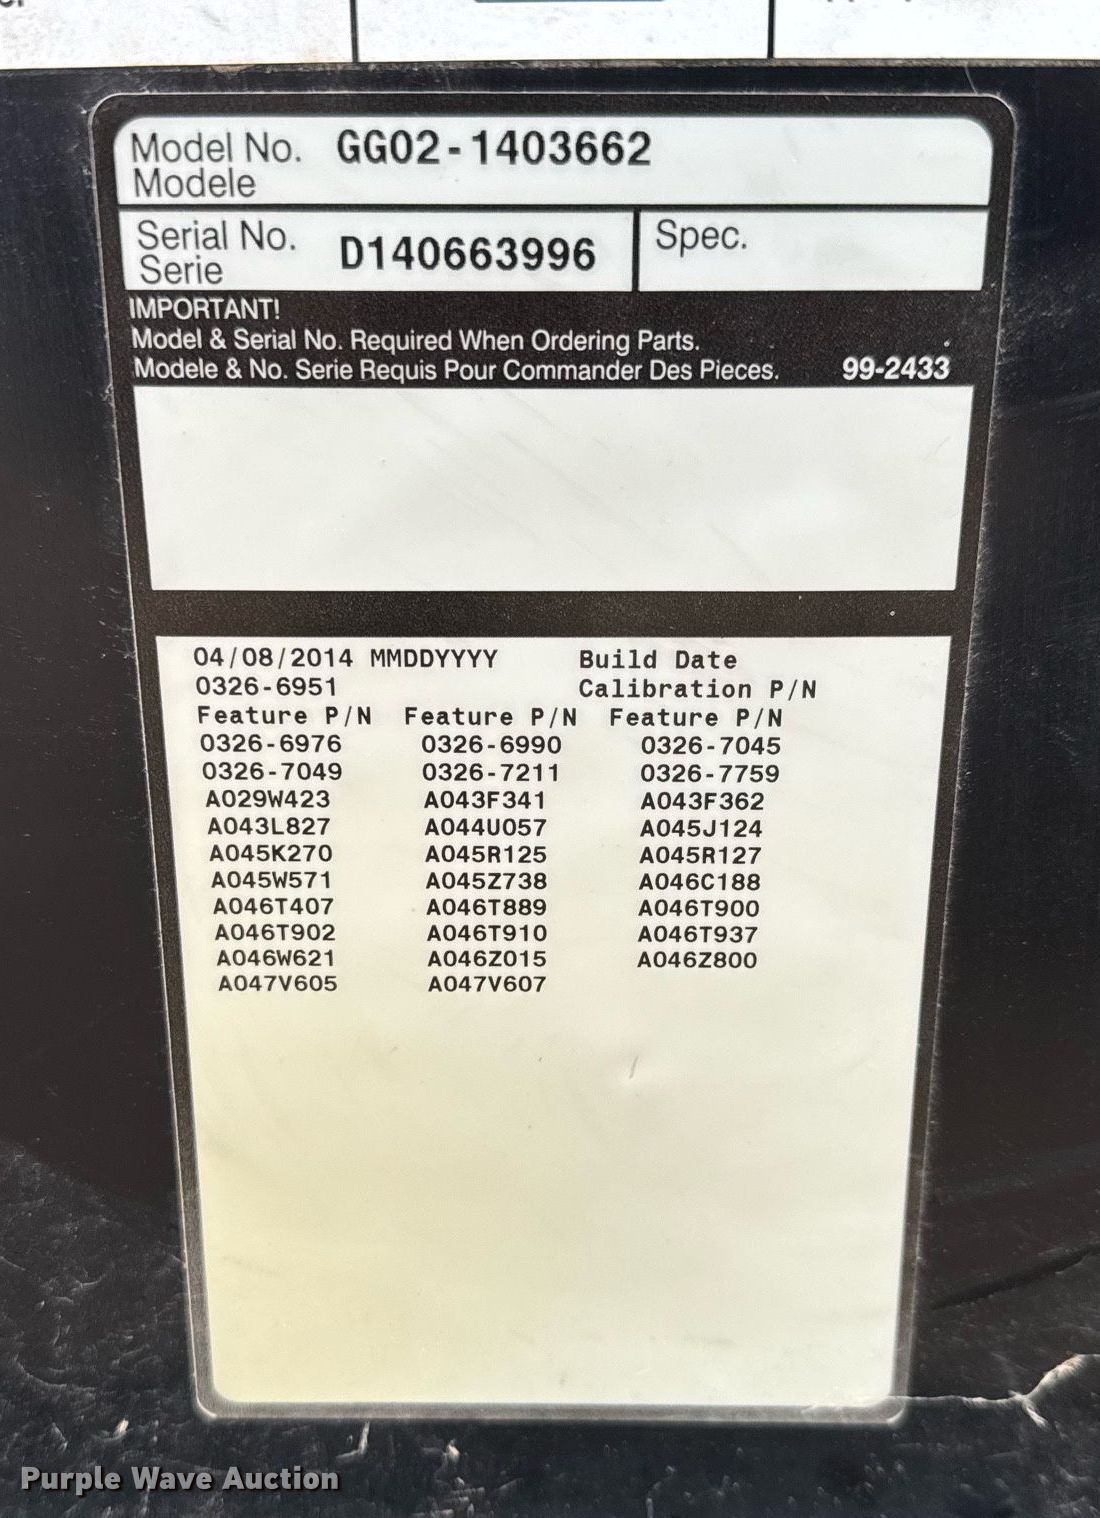 Model No. GG02-1403662
Modele
Serial No. D140663996 Spec.
Serie
IMPORTANT!
Model & Serial No. Required When Ordering Parts.
Modele & No. Serie Requis Pour Commander Des Pieces. 99-2433
04/08/2014 MMDDYYYY Build Date
0326-6951 Calibration P/N
Feature P/N Feature P/N Feature P/N
0326-6976 0326-6990 0326-7045
0326-7049 0326-7211 0326-7759
A029W423 A043F341 A043F362
A043L827 A044U057 A045J124
A045K270 A045R125 A045R127
A045W571 A045Z738 A046C188
A046T407 A046T889 A046T900
A046T902 A046T910 A046T937
A046W621 A046Z015 A046Z800
A047V605 A047V607
Purple Wave Auction